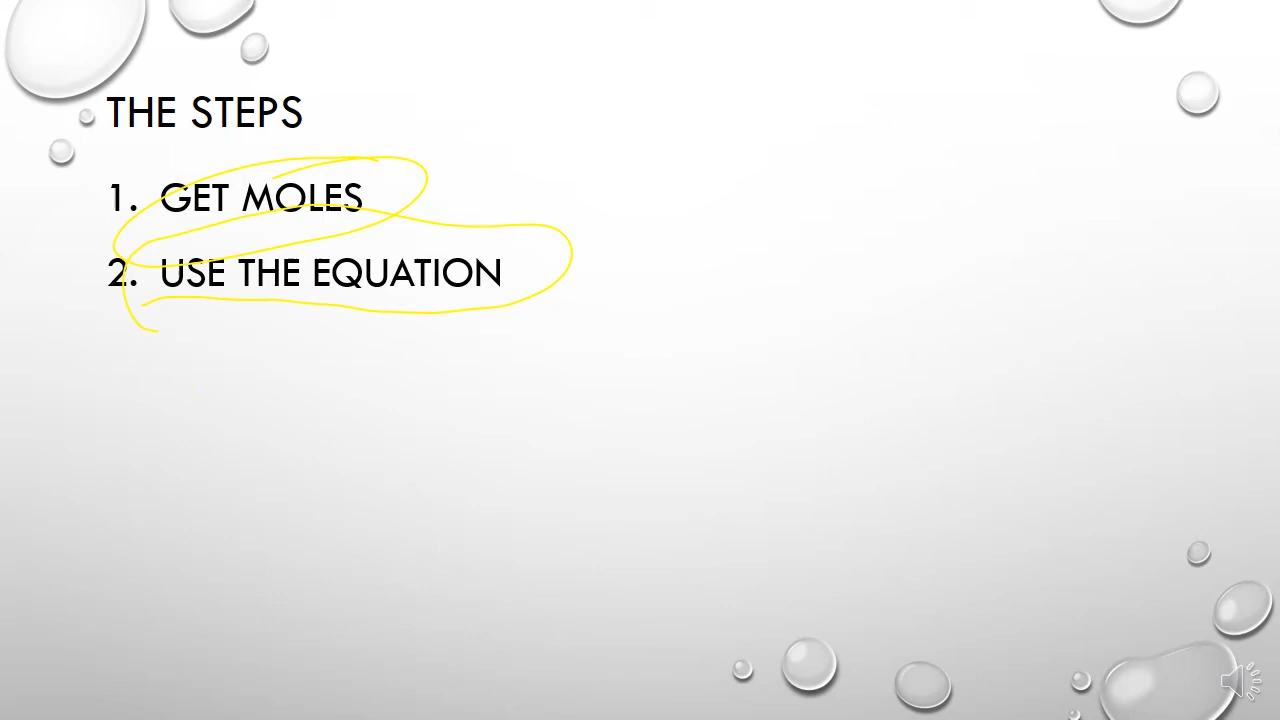 THE STEPS
1. GET MOLES
2. USE THE EQUATION